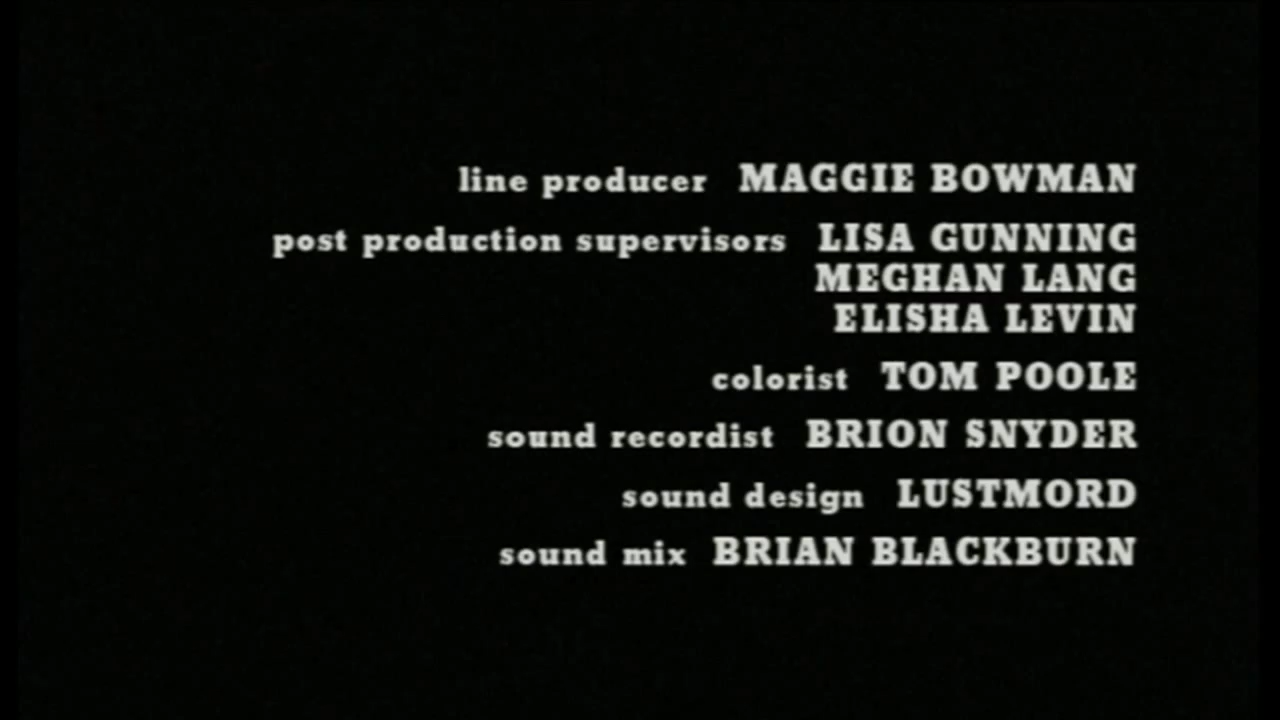 line producer MAGGIE BOWMAN
post production supervisors LISA GUNNING
MEGHAN LANG
ELISHA LEVIN
colorist TOM POOLE
sound recordist BRION SNYDER
sound design LUSTMORD
sound mix BRIAN BLACKBURN